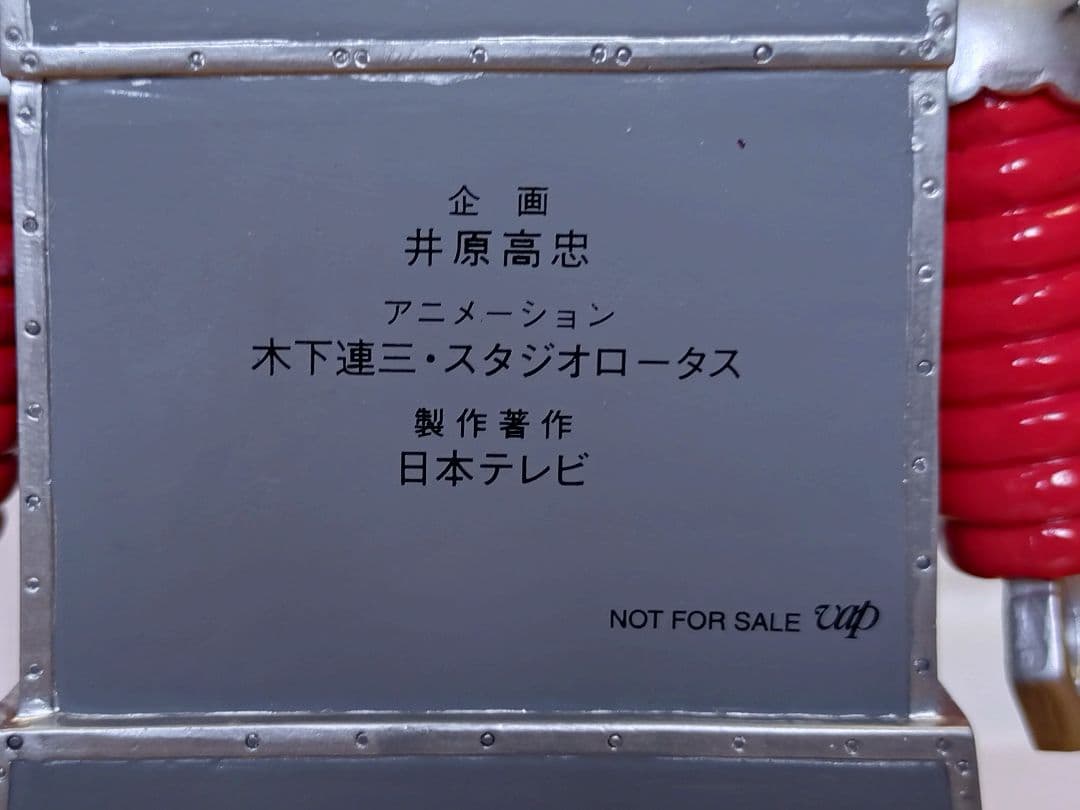 企 画
井原高忠
アニメーション
木下連三・スタジオロータス
製作著作
日本テレビ
NOT FOR SALE vap